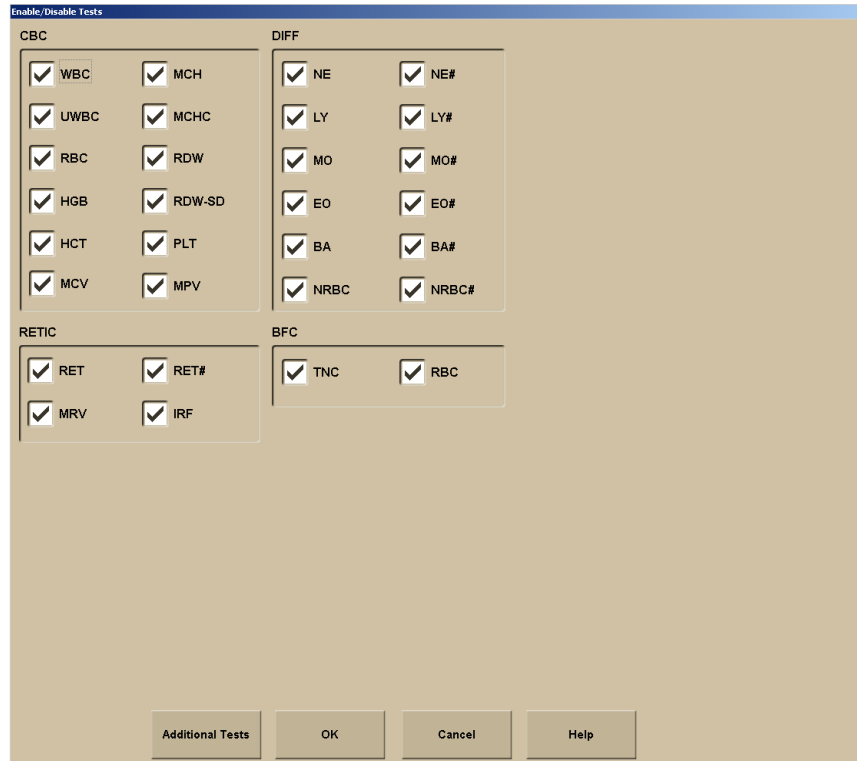 Enable/Disable Tests
CBC
DIFF
WBC MCH
NE NE#
UWBC MCHC
LY LY#
RBC RDW
MO MO#
HGB RDW-SD
EO EO#
HCT PLT
BA BA#
MCV MPV
NRBC NRBC#
RETIC
BFC
RET RET#
TNC RBC
MRV IRF
Additional Tests OK Cancel Help